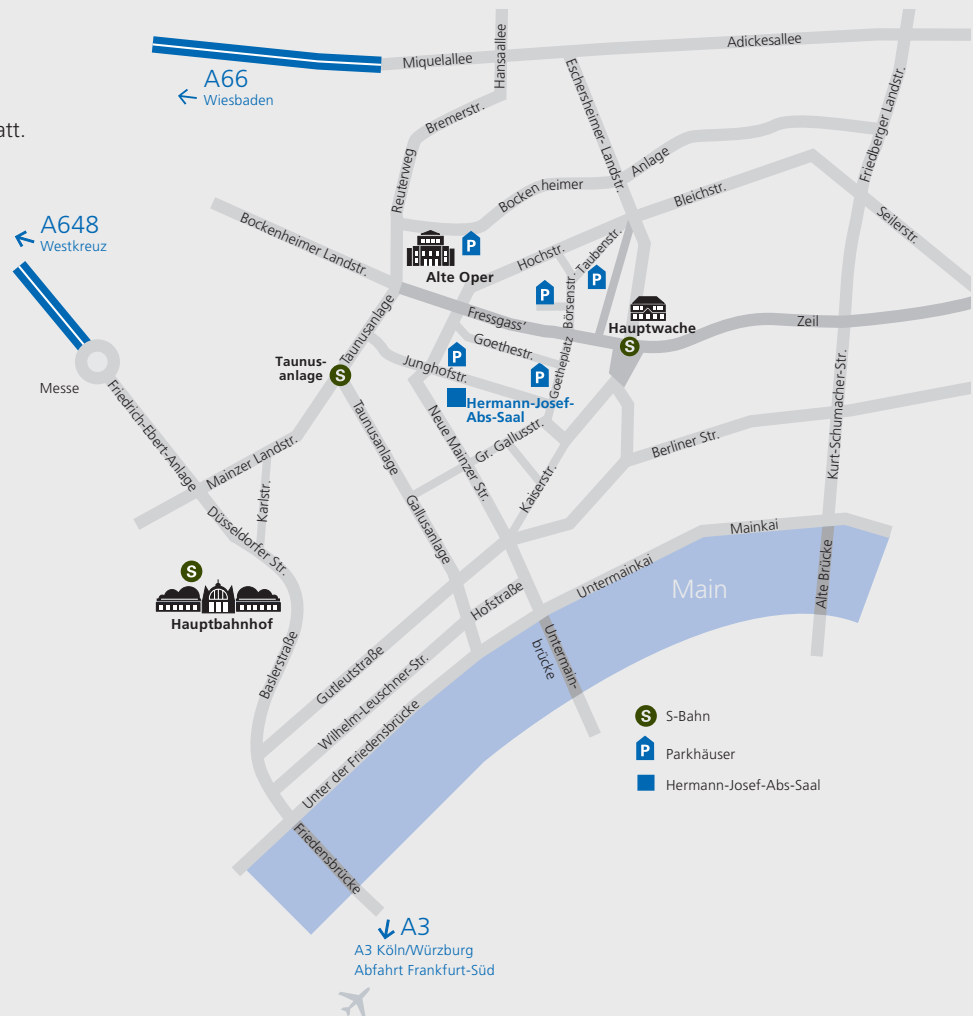 Adickesallee
Miquelallee
Hansaallee
A66
Wiesbaden
Eschersheimer- Landstr.
Friedberger Landstr.
Bremerstr.
att.
Reuterweg
Anlage
Bockenheimer
Bleichstr.
Seilerstr.
A648
Westkreuz
Bockenheimer Landstr.
P
Alte Oper
Hochstr.
Taubenstr.
P
P
Börsenstr.
Fressgass’
Hauptwache
S
Zeil
Taunusanlage
Taunus-
anlage
S
Goethestr.
Goetheplatz
P
P
Junghofstr.
Hermann-Josef-
Abs-Saal
Messe
Friedrich-Ebert-Anlage
Taunusanlage
Neue Mainzer Str.
Gr. Gallusstr.
Kaiserstr.
Berliner Str.
Kurt-Schumacher-Str.
Mainzer Landstr.
Karlstr.
Düsseldorfer Str.
Gallusanlage
Mainkai
Untermainkai
Main
Alte Brücke
S
Hauptbahnhof
Hofstraße
Untermain-
brücke
Baslerstraße
Gutleutstraße
Wilhelm-Leuschner-Str.
Unter der Friedensbrücke
Friedensbrücke
S S-Bahn
P Parkhäuser
Hermann-Josef-Abs-Saal
A3
A3 Köln/Würzburg
Abfahrt Frankfurt-Süd